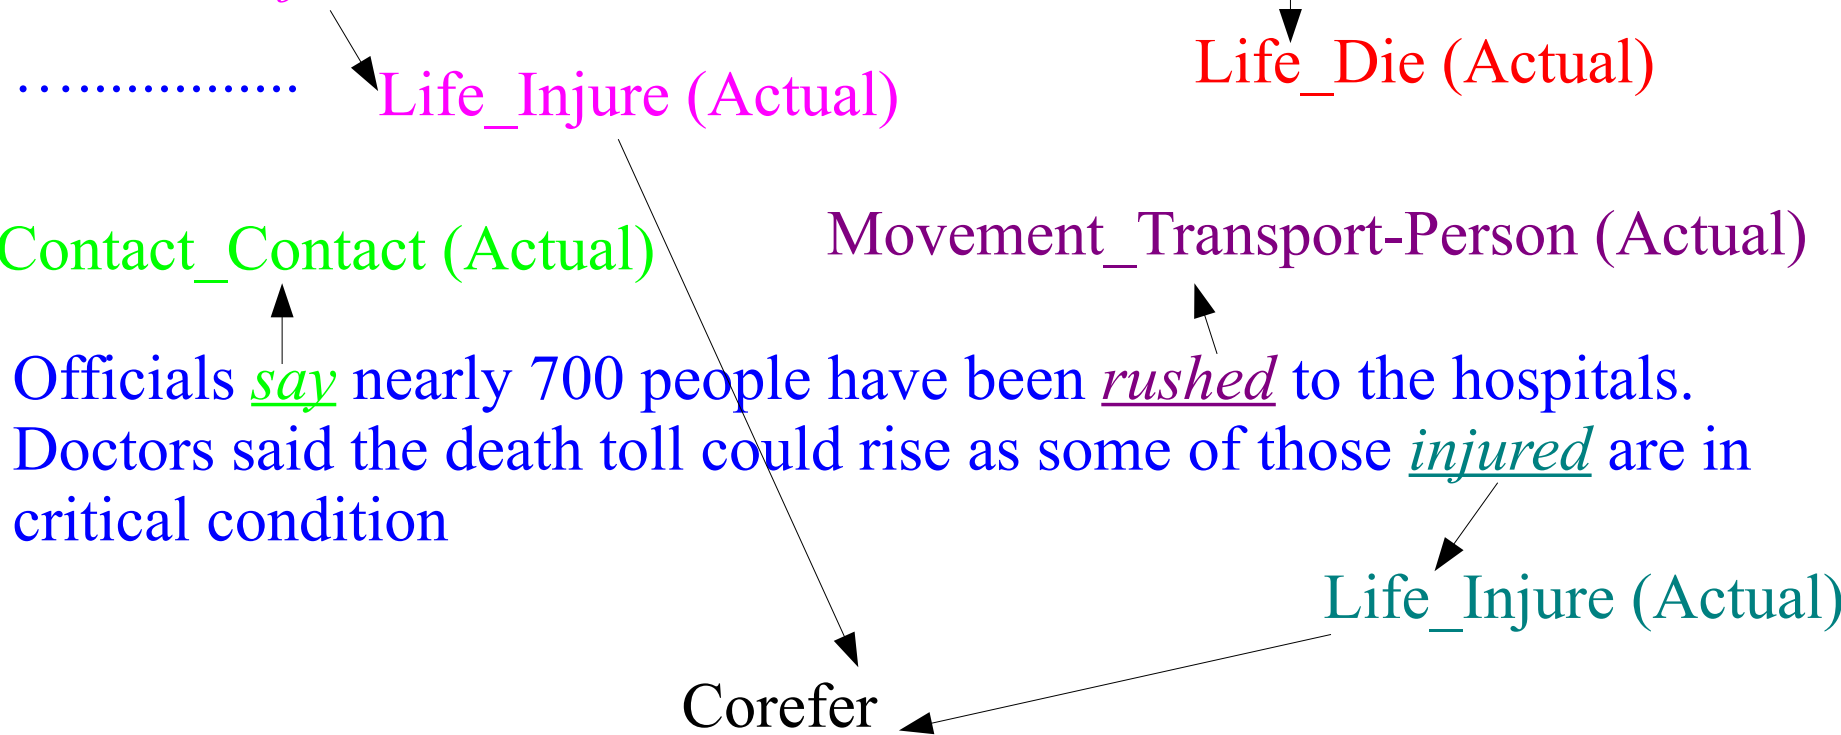 Life_Die (Actual)
................. Life_Injure (Actual)
Contact_Contact (Actual) Movement_Transport-Person (Actual)
Officials say nearly 700 people have been rushed to the hospitals.
Doctors said the death toll could rise as some of those injured are in
critical condition
Life_Injure (Actual)
Corefer